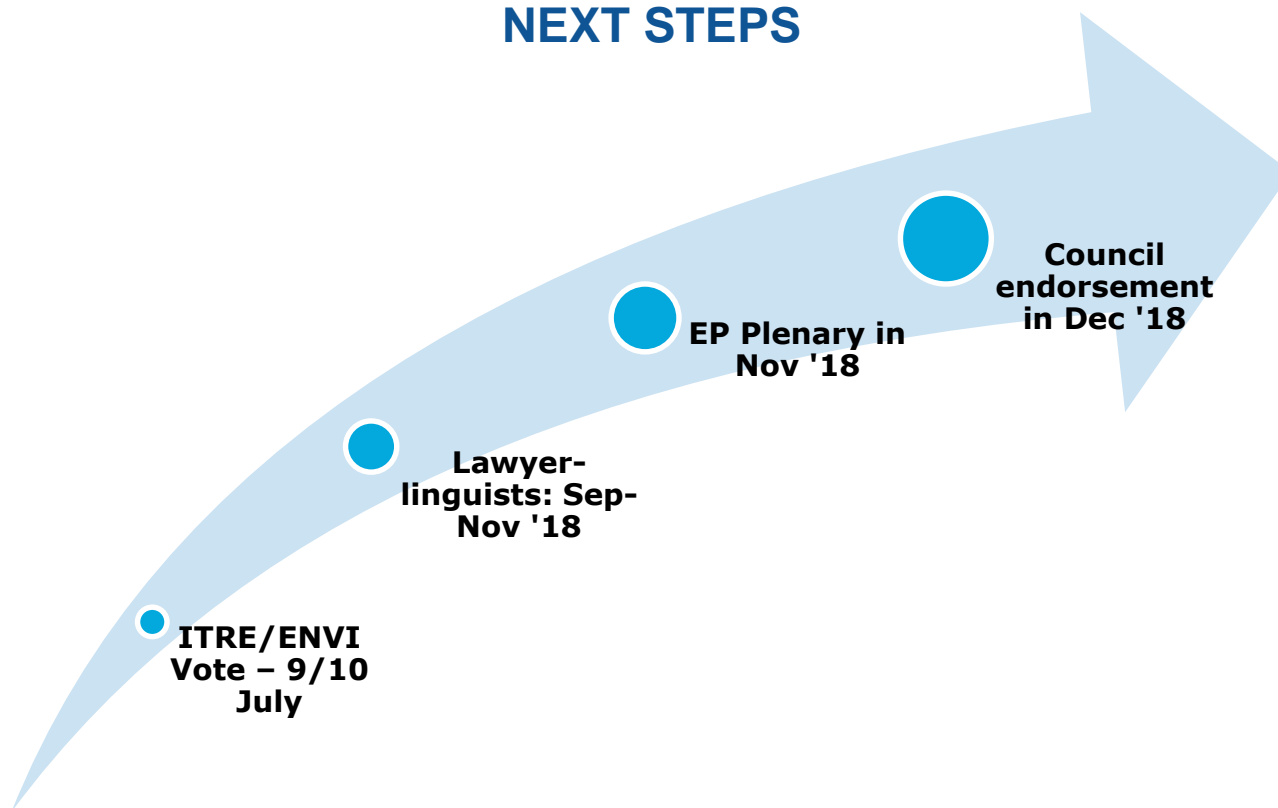 NEXT STEPS
ITRE/ENVI
Vote – 9/10
July
Lawyer-
linguists: Sep-
Nov '18
EP Plenary in
Nov '18
Council
endorsement
in Dec '18